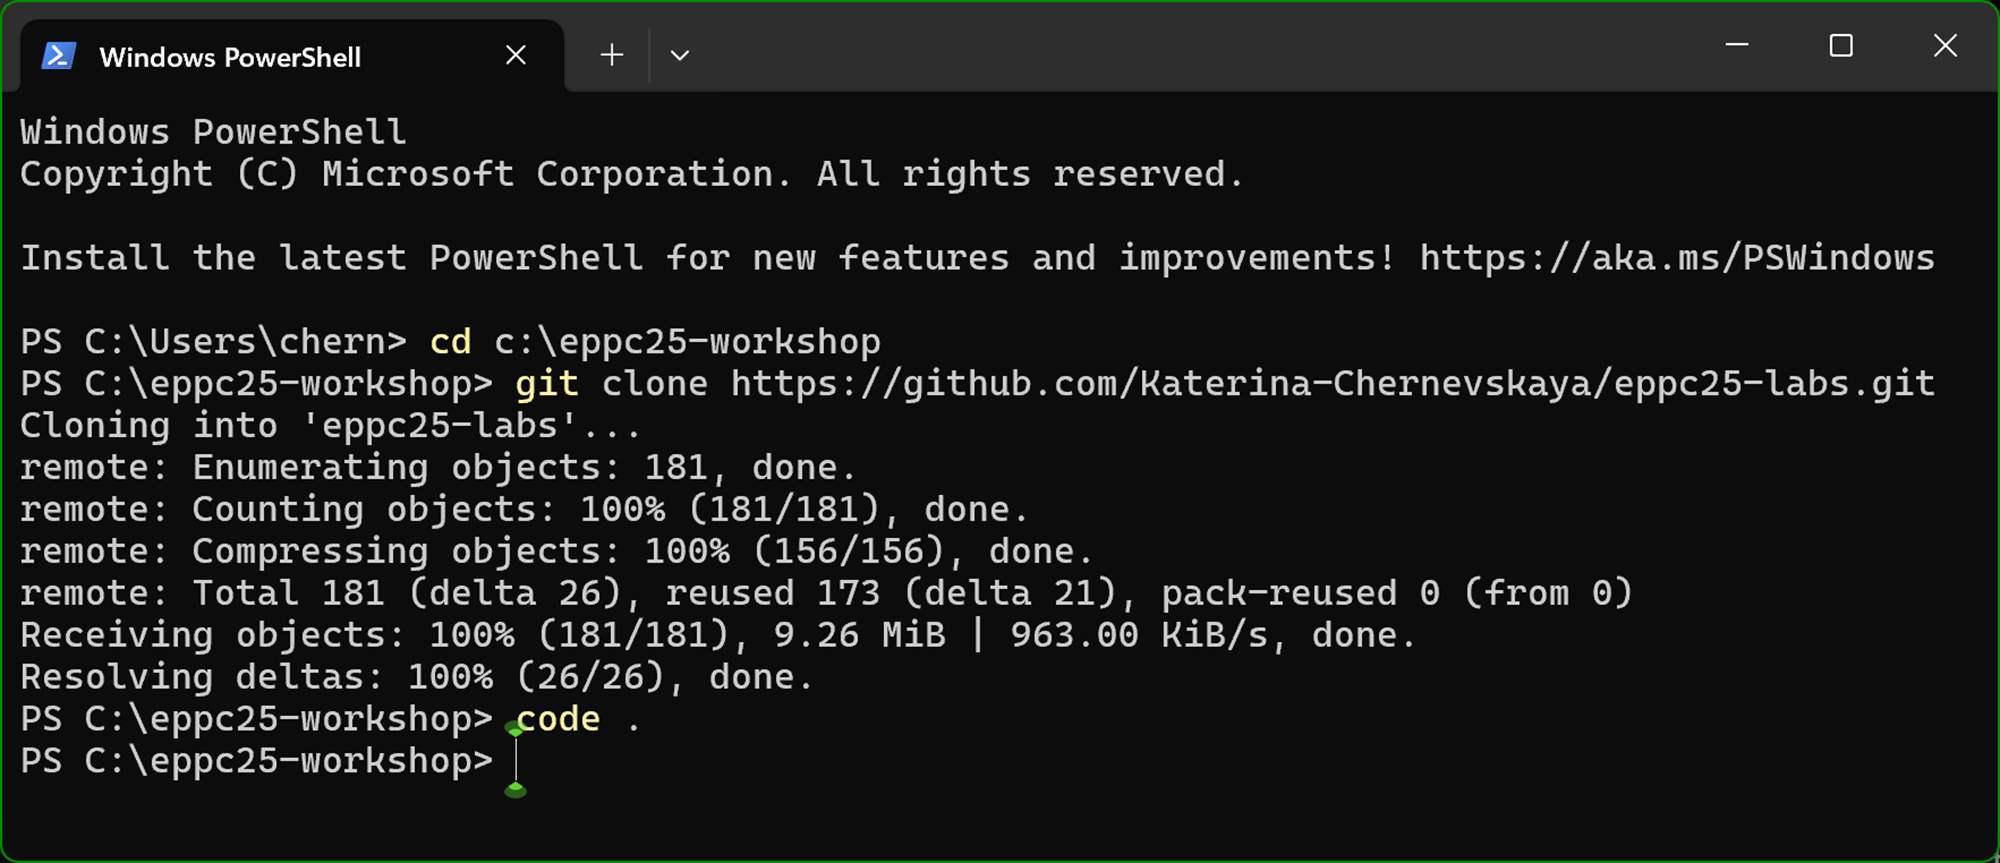 Windows PowerShell
Windows PowerShell
Copyright (C) Microsoft Corporation. All rights reserved.
Install the latest PowerShell for new features and improvements! https://aka.ms/PSWindows
PS C:\Users\chern> cd c:\eppc25-workshop
PS C:\eppc25-workshop> git clone https://github.com/Katerina-Chernevskaya/eppc25-labs.git
Cloning into 'eppc25-labs'...
remote: Enumerating objects: 181, done.
remote: Counting objects: 100% (181/181), done.
remote: Compressing objects: 100% (156/156), done.
remote: Total 181 (delta 26), reused 173 (delta 21), pack-reused 0 (from 0)
Receiving objects: 100% (181/181), 9.26 MiB | 963.00 KiB/s, done.
Resolving deltas: 100% (26/26), done.
PS C:\eppc25-workshop> code .
PS C:\eppc25-workshop>